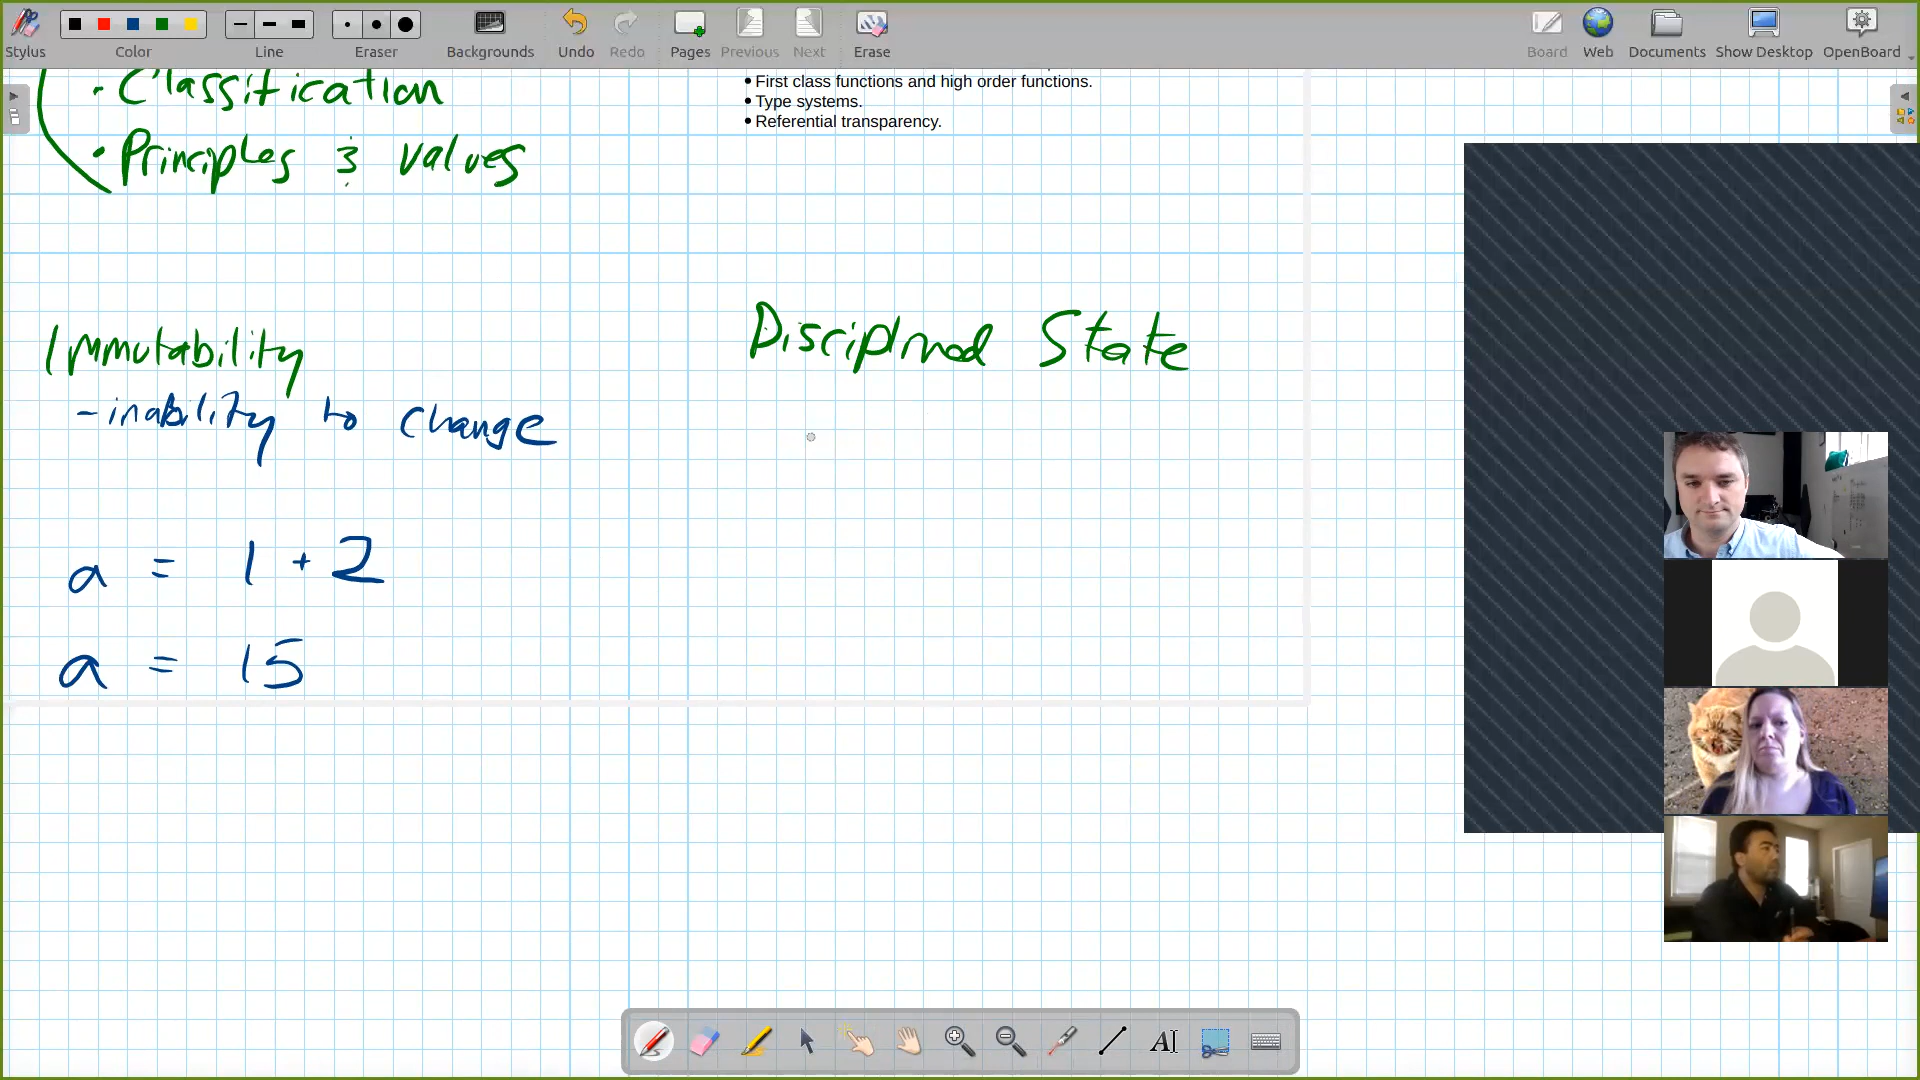 Stylus
Color
Line
Eraser
Backgrounds
Undo
Redo
Pages
Previous
Next
Erase
Board
Web
Documents
Show Desktop
OpenBoard
• Classification
• Principles & values
• First class functions and high order functions.
• Type systems.
• Referential transparency.
Immutability
- inability to change
a = 1 + 2
a = 15
Disciplined State